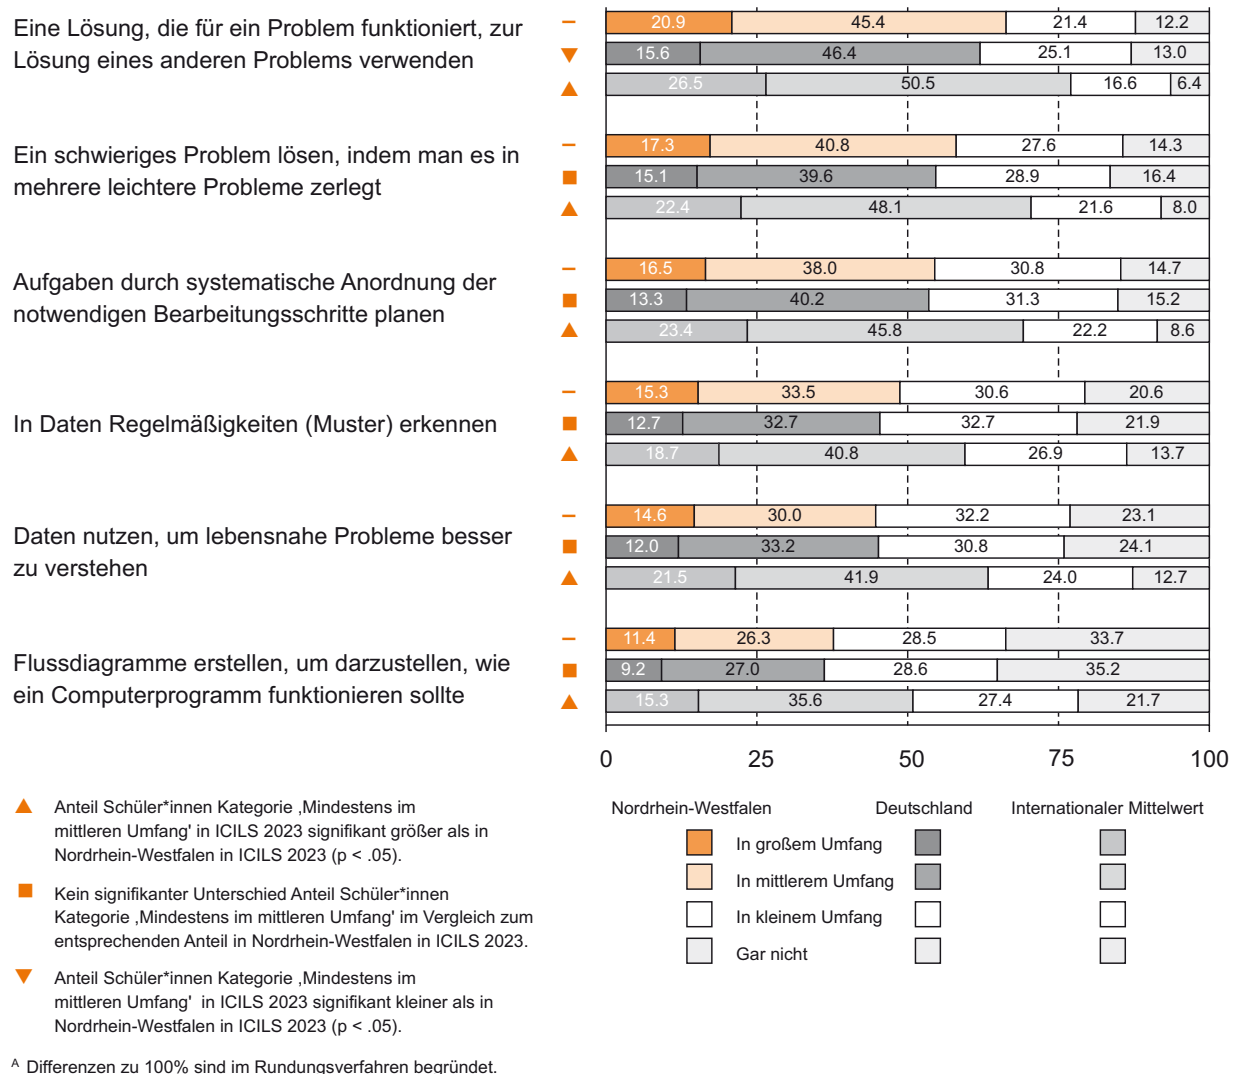 Eine Lösung, die für ein Problem funktioniert, zur
Lösung eines anderen Problems verwenden
– 20.9 45.4 21.4 12.2
▼ 15.6 46.4 25.1 13.0
▲ 26.5 50.5 16.6 6.4
Ein schwieriges Problem lösen, indem man es in
mehrere leichtere Probleme zerlegt
– 17.3 40.8 27.6 14.3
■ 15.1 39.6 28.9 16.4
▲ 22.4 48.1 21.6 8.0
Aufgaben durch systematische Anordnung der
notwendigen Bearbeitungsschritte planen
– 16.5 38.0 30.8 14.7
■ 13.3 40.2 31.3 15.2
▲ 23.4 45.8 22.2 8.6
In Daten Regelmäßigkeiten (Muster) erkennen
– 15.3 33.5 30.6 20.6
■ 12.7 32.7 32.7 21.9
▲ 18.7 40.8 26.9 13.7
Daten nutzen, um lebensnahe Probleme besser
zu verstehen
– 14.6 30.0 32.2 23.1
■ 12.0 33.2 30.8 24.1
▲ 21.5 41.9 24.0 12.7
Flussdiagramme erstellen, um darzustellen, wie
ein Computerprogramm funktionieren sollte
– 11.4 26.3 28.5 33.7
■ 9.2 27.0 28.6 35.2
▲ 15.3 35.6 27.4 21.7
0 25 50 75 100
▲ Anteil Schüler*innen Kategorie ‚Mindestens im
mittleren Umfang' in ICILS 2023 signifikant größer als in
Nordrhein-Westfalen in ICILS 2023 (p < .05).
■ Kein signifikanter Unterschied Anteil Schüler*innen
Kategorie ‚Mindestens im mittleren Umfang' im Vergleich zum
entsprechenden Anteil in Nordrhein-Westfalen in ICILS 2023.
▼ Anteil Schüler*innen Kategorie ‚Mindestens im
mittleren Umfang' in ICILS 2023 signifikant kleiner als in
Nordrhein-Westfalen in ICILS 2023 (p < .05).
Nordrhein-Westfalen Deutschland Internationaler Mittelwert
In großem Umfang
In mittlerem Umfang
In kleinem Umfang
Gar nicht
A Differenzen zu 100% sind im Rundungsverfahren begründet.